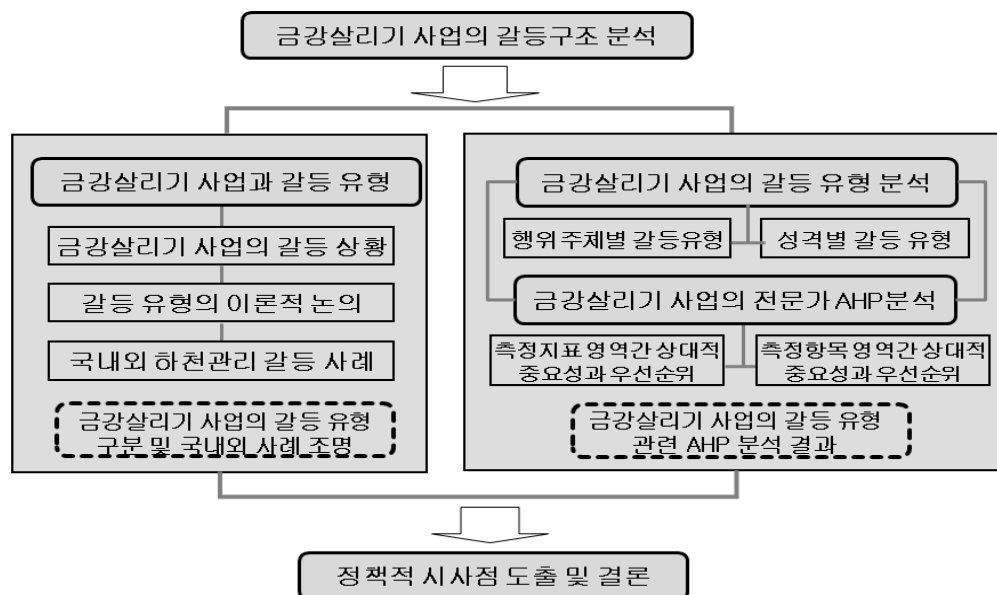 금강살리기 사업의 갈등구조 분석
금강살리기 사업과 갈등 유형
금강살리기 사업의 갈등 상황
갈등 유형의 이론적 논의
국내외 하천관리 갈등 사례
금강살리기 사업의 갈등 유형
구분 및 국내외 사례 조명
금강살리기 사업의 갈등 유형 분석
행위주체별 갈등유형
성격별 갈등 유형
금강살리기 사업의 전문가 AHP분석
측정지표 영역간 상대적
중요성과 우선순위
측정항목 영역간 상대적
중요성과 우선순위
금강살리기 사업의 갈등 유형
관련 AHP 분석 결과
정책적 시사점 도출 및 결론